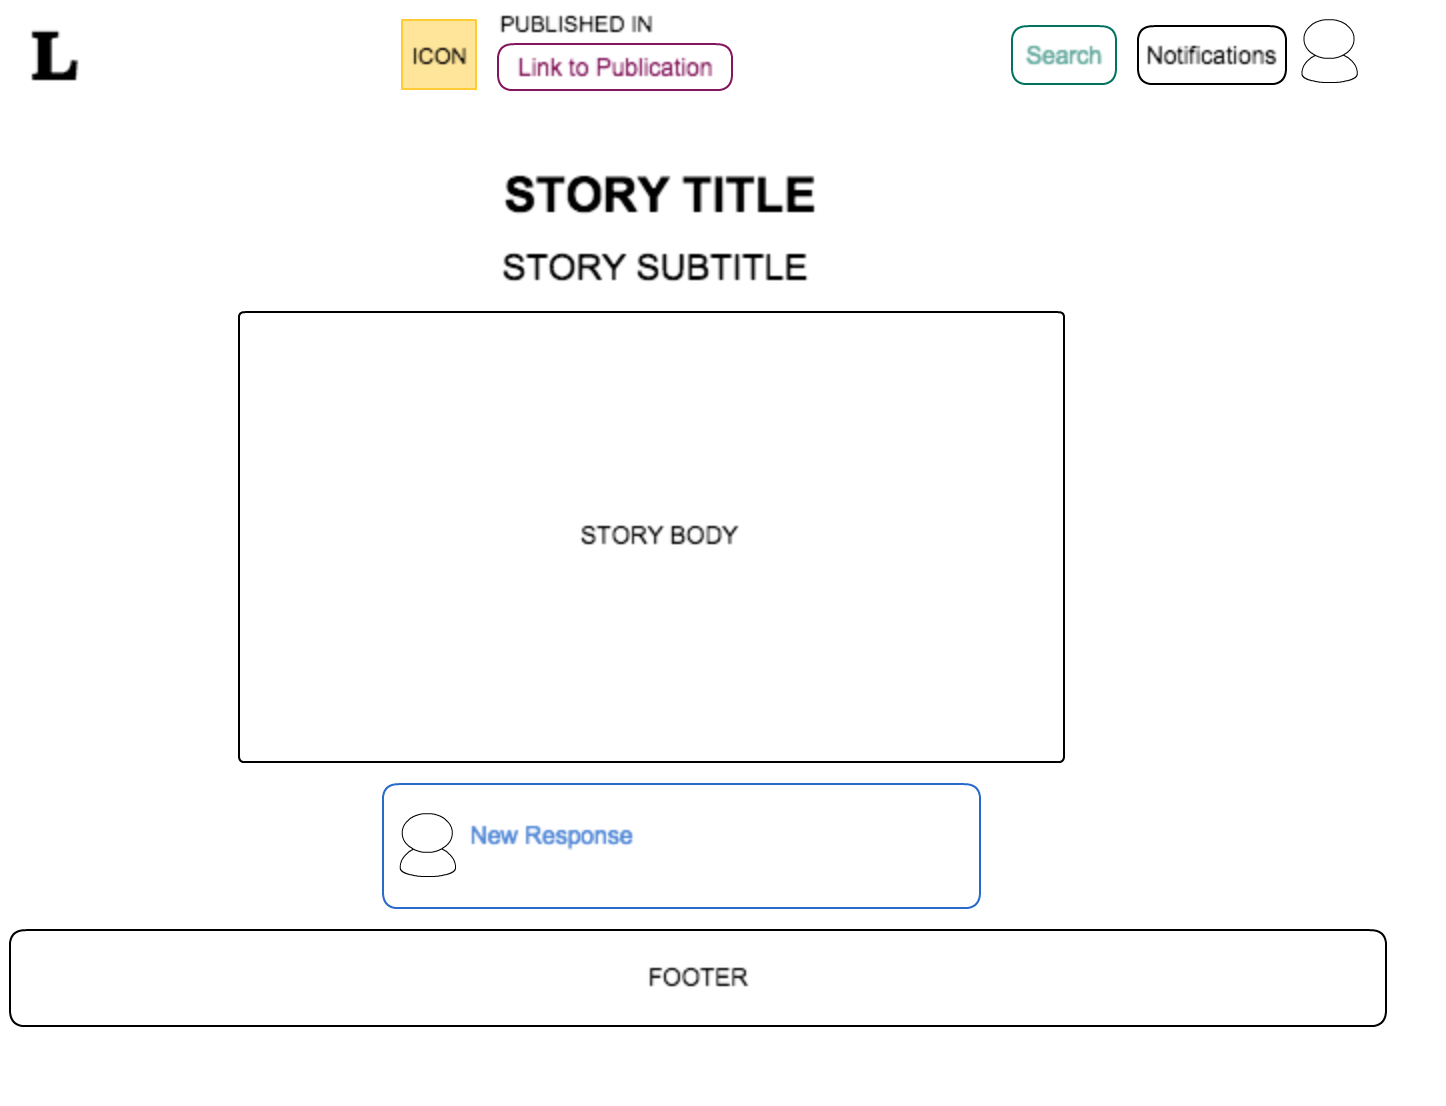 L
ICON
PUBLISHED IN
Link to Publication
Search
Notifications
STORY TITLE
STORY SUBTITLE
STORY BODY
New Response
FOOTER